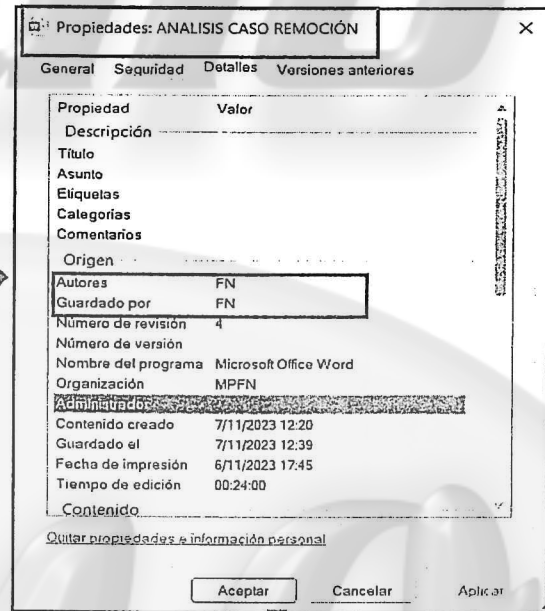 Propiedades: ANALISIS CASO REMOCIÓN
General Seguridad Detalles Versiones anteriores
Propiedad Valor
Descripción
Título
Asunto
Etiquetas
Categorías
Comentarios
Origen
Autores FN
Guardado por FN
Número de revisión 4
Número de versión
Nombre del programa Microsoft Office Word
Organización MPFN
Administrador
Contenido creado 7/11/2023 12:20
Guardado el 7/11/2023 12:39
Fecha de impresión 6/11/2023 17:45
Tiempo de edición 00:24:00
Contenido
Quitar propiedades e información personal
Aceptar Cancelar Aplicar